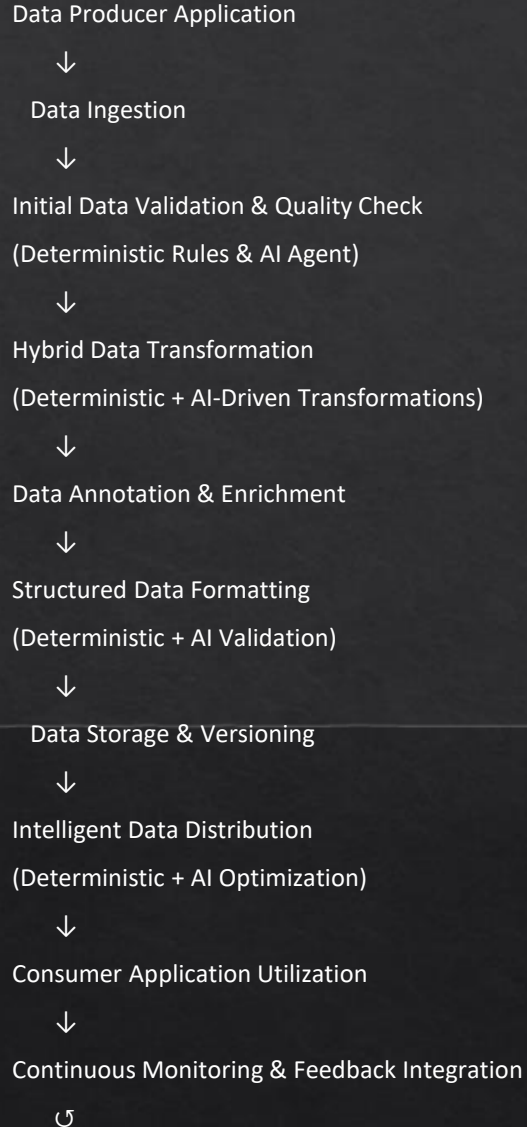 Data Producer Application
↓
Data Ingestion
↓
Initial Data Validation & Quality Check
(Deterministic Rules & AI Agent)
↓
Hybrid Data Transformation
(Deterministic + AI-Driven Transformations)
↓
Data Annotation & Enrichment
↓
Structured Data Formatting
(Deterministic + AI Validation)
↓
Data Storage & Versioning
↓
Intelligent Data Distribution
(Deterministic + AI Optimization)
↓
Consumer Application Utilization
↓
Continuous Monitoring & Feedback Integration
↺